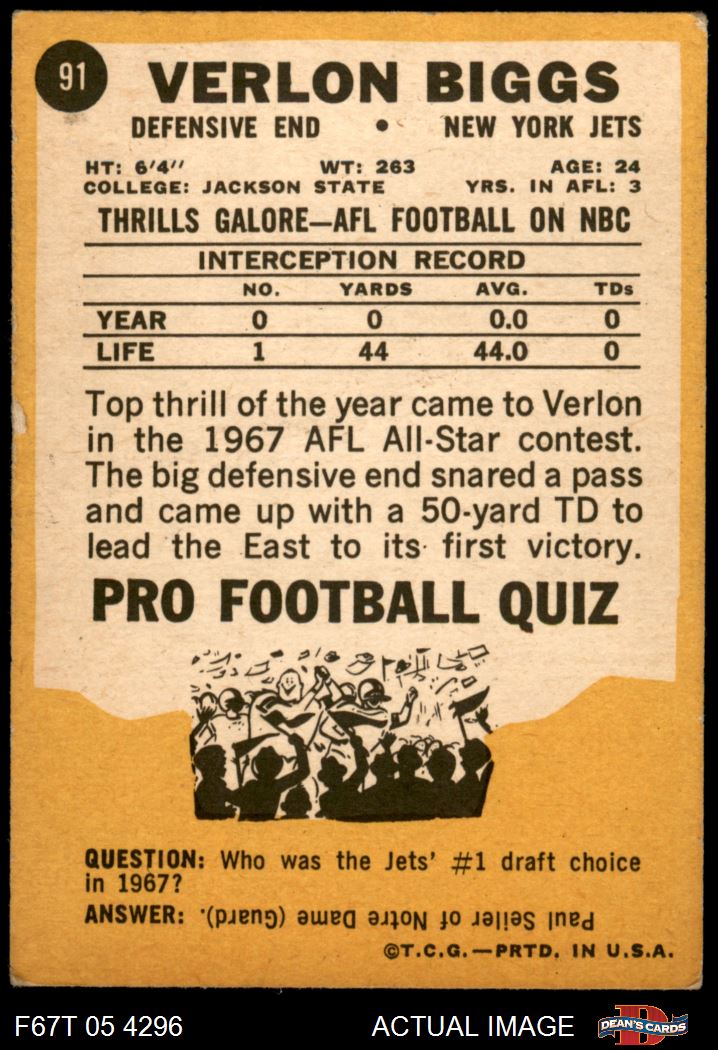 91
VERLON BIGGS
DEFENSIVE END • NEW YORK JETS
HT: 6'4'' WT: 263 AGE: 24
COLLEGE: JACKSON STATE YRS. IN AFL: 3
THRILLS GALORE—AFL FOOTBALL ON NBC
INTERCEPTION RECORD
NO. YARDS AVG. TDs
YEAR 0 0 0.0 0
LIFE 1 44 44.0 0
Top thrill of the year came to Verlon
in the 1967 AFL All-Star contest.
The big defensive end snared a pass
and came up with a 50-yard TD to
lead the East to its first victory.
PRO FOOTBALL QUIZ
QUESTION: Who was the Jets' #1 draft choice
in 1967?
ANSWER: Paul Seiler of Notre Dame (Guard).
©T.C.G.—PRTD. IN U.S.A.
F67T 05 4296 ACTUAL IMAGE D DEAN'S CARDS